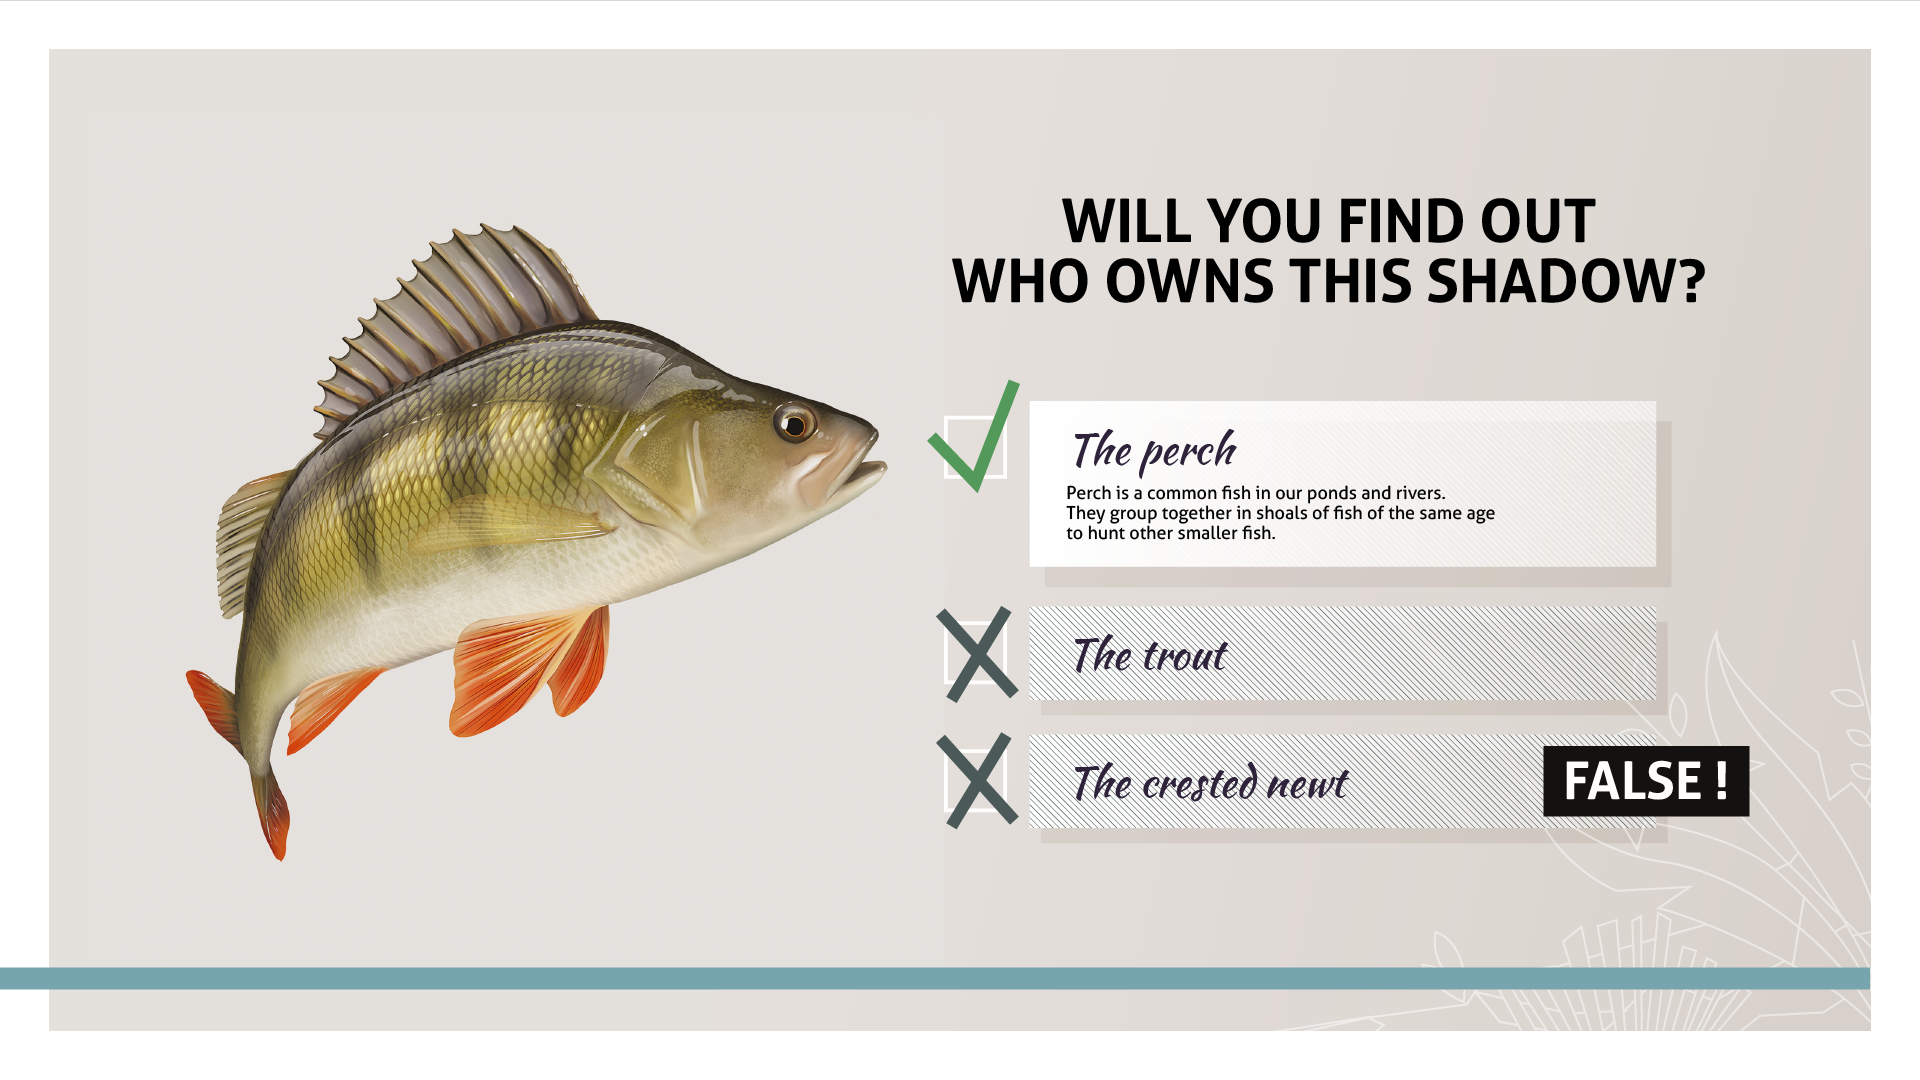 WILL YOU FIND OUT
WHO OWNS THIS SHADOW?
The perch
Perch is a common fish in our ponds and rivers.
They group together in shoals of fish of the same age
to hunt other smaller fish.
The trout
The crested newt
FALSE !